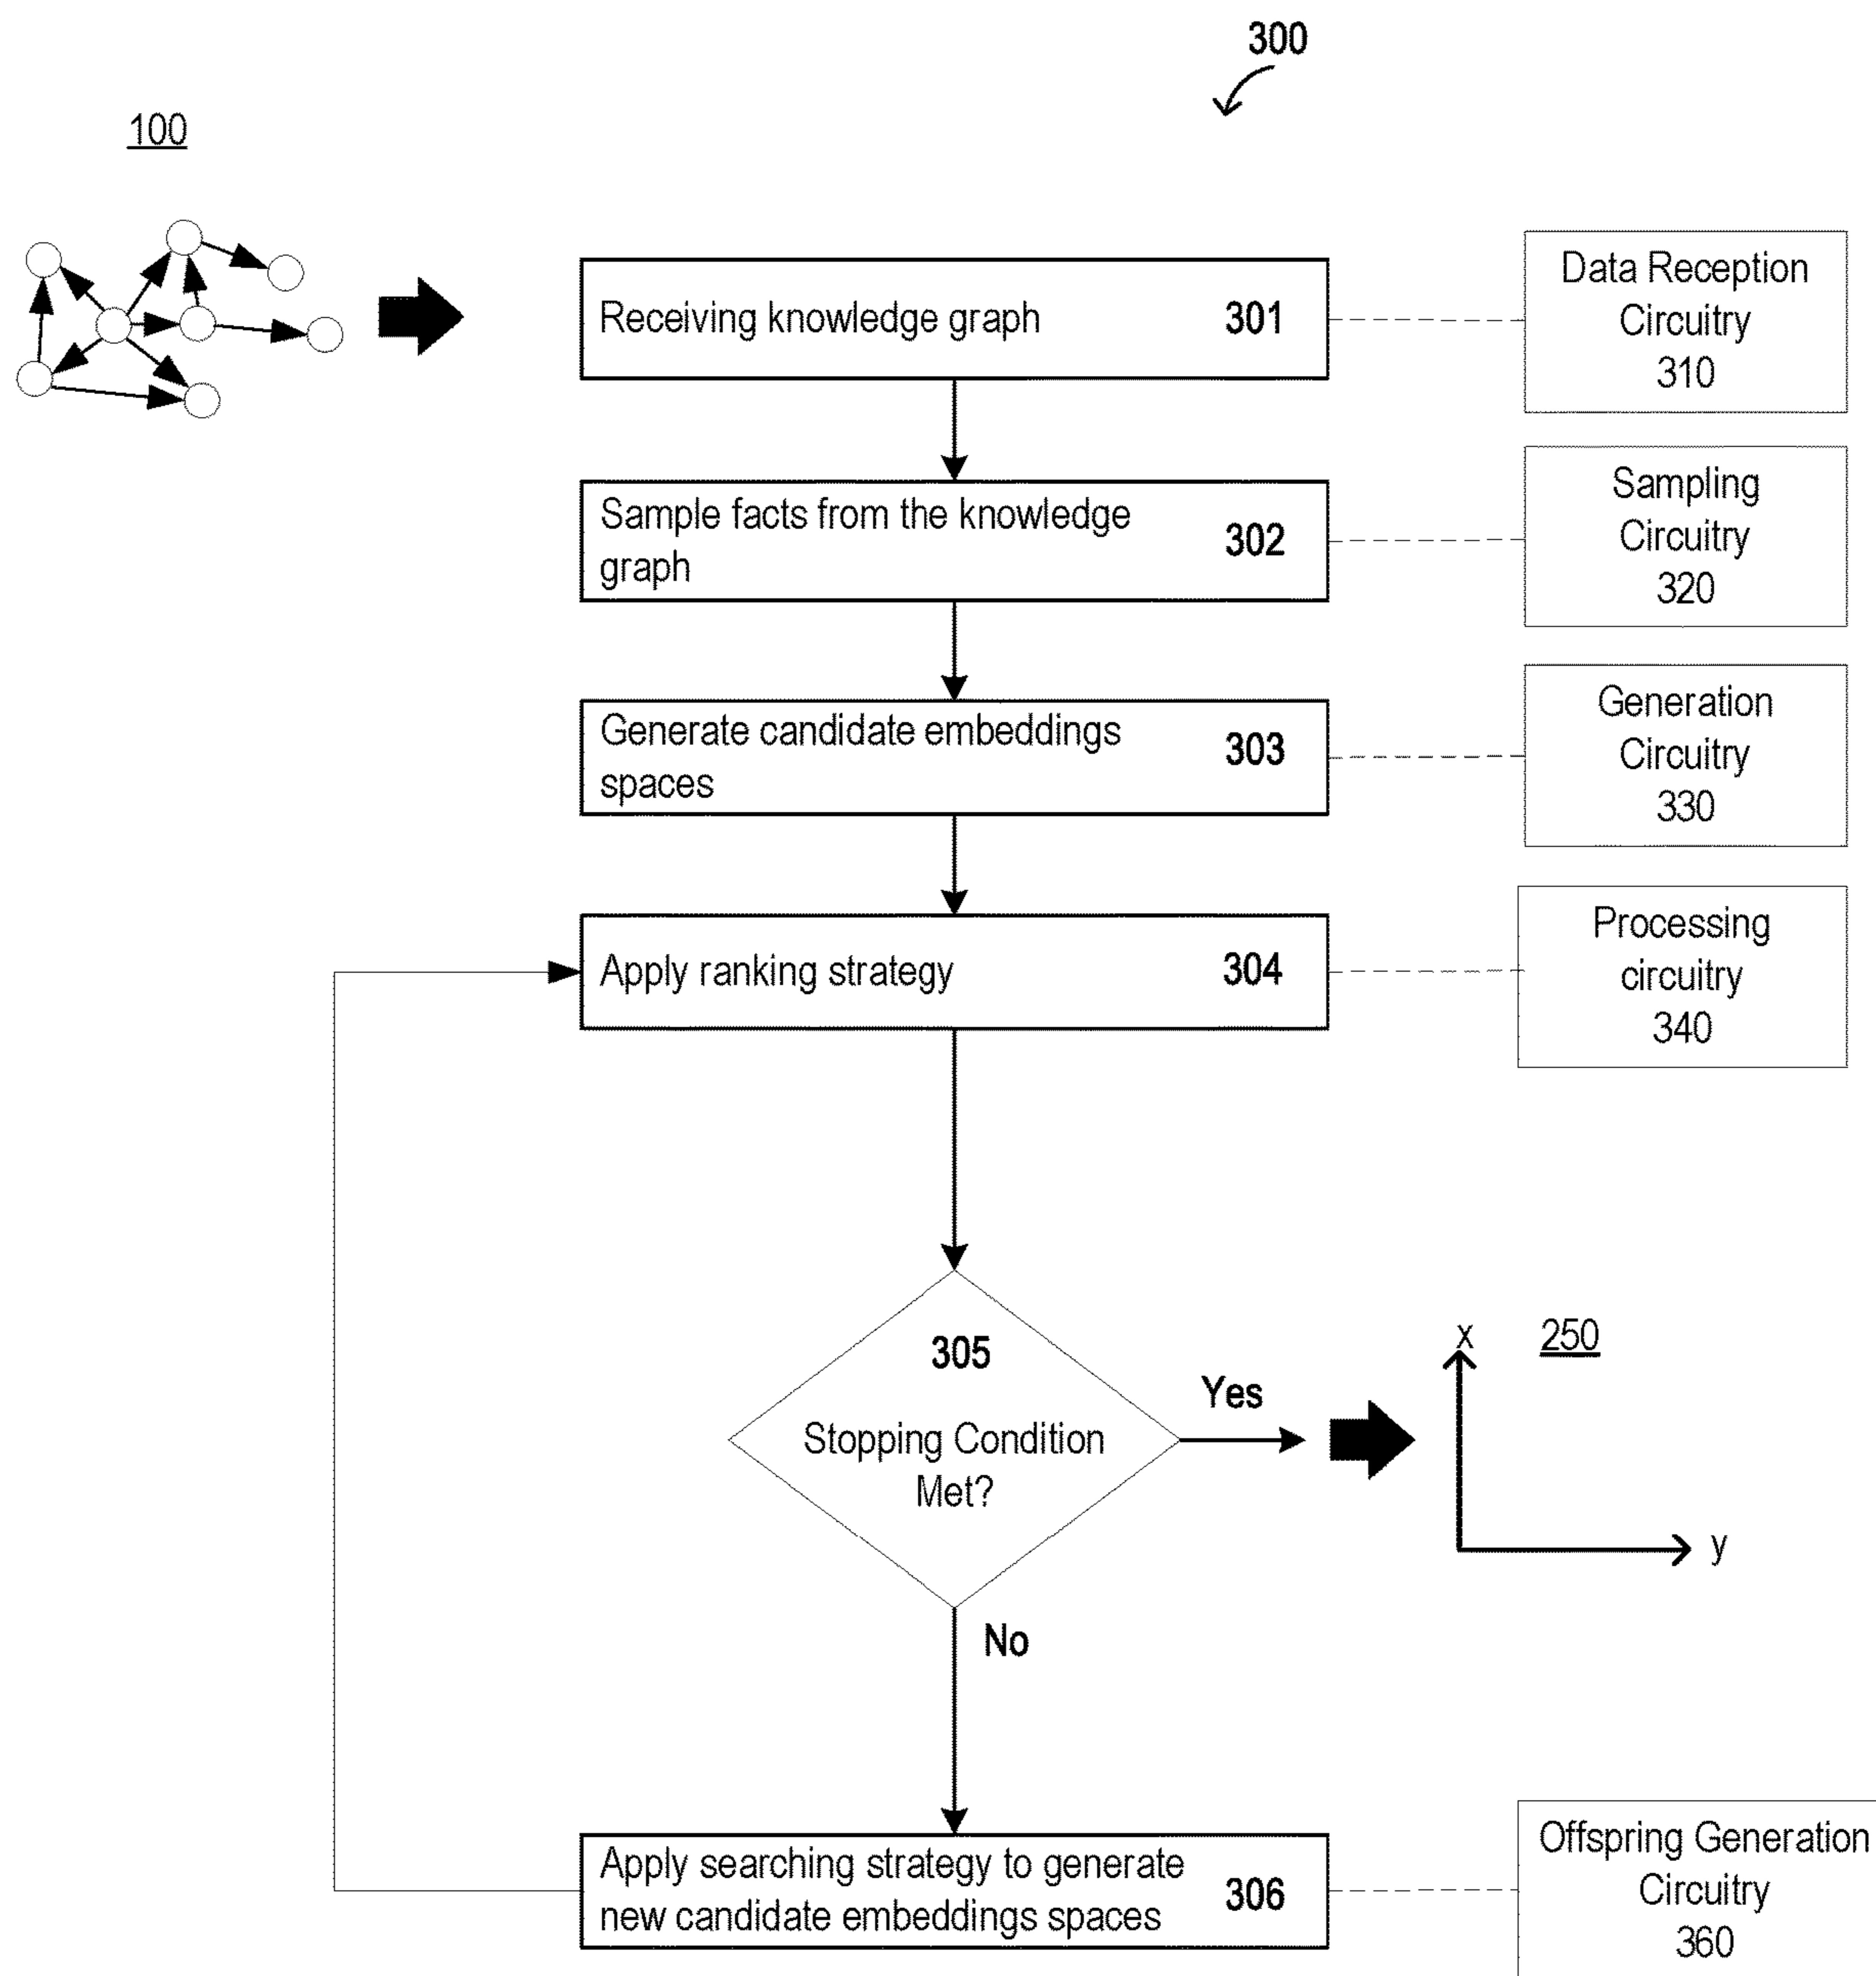 300
100
Receiving knowledge graph 301
Data Reception
Circuitry
310
Sample facts from the knowledge
graph
302
Sampling
Circuitry
320
Generate candidate embeddings
spaces
303
Generation
Circuitry
330
Apply ranking strategy 304
Processing
circuitry
340
305
Stopping Condition
Met?
Yes
x
250
y
No
Apply searching strategy to generate
new candidate embeddings spaces
306
Offspring Generation
Circuitry
360